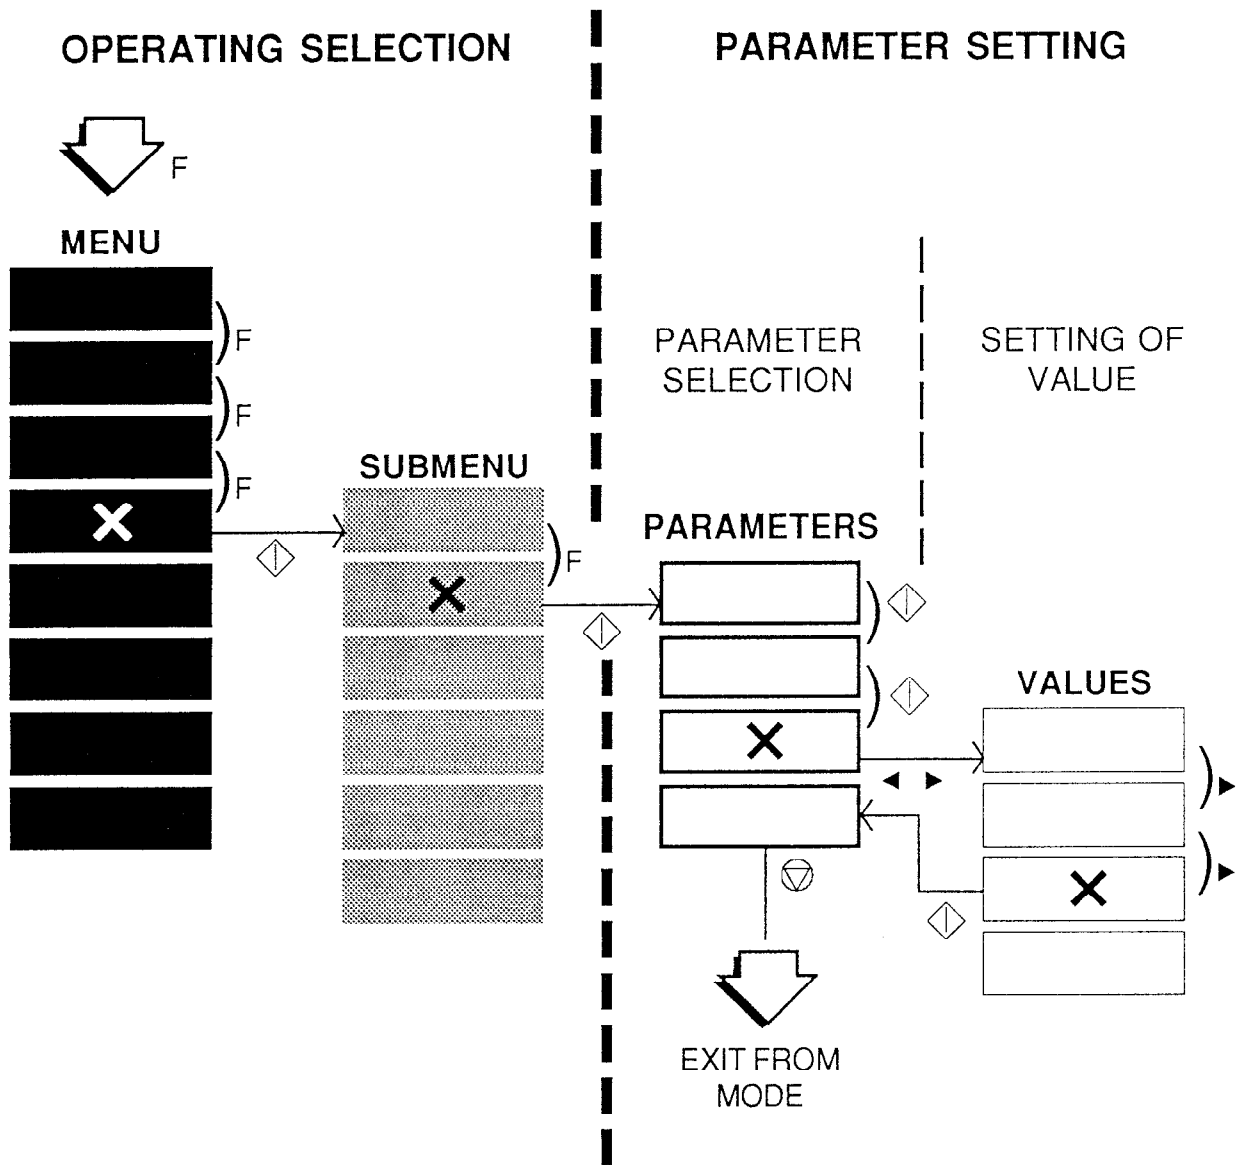 OPERATING SELECTION
PARAMETER SETTING
F
MENU
F
F
F
SUBMENU
F
PARAMETER
SELECTION
SETTING OF
VALUE
PARAMETERS
VALUES
EXIT FROM
MODE